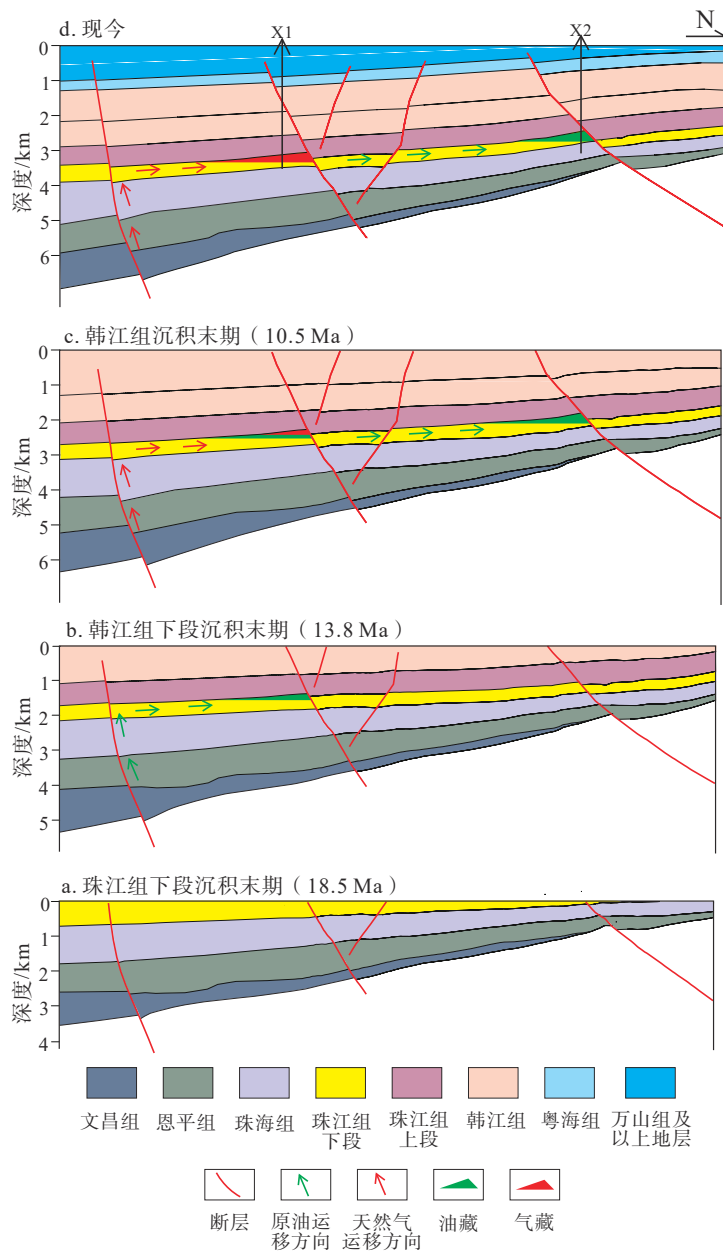 d. 现今
X1
X2
N
0
1
2
3
4
5
6
深度/km
c. 韩江组沉积末期（10.5 Ma）
0
1
2
3
4
5
6
深度/km
b. 韩江组下段沉积末期（13.8 Ma）
0
1
2
3
4
5
深度/km
a. 珠江组下段沉积末期（18.5 Ma）
0
1
2
3
4
深度/km
文昌组
恩平组
珠海组
珠江组
下段
珠江组
上段
韩江组
粤海组
万山组及
以上地层
断层
原油运
移方向
天然气
运移方向
油藏
气藏